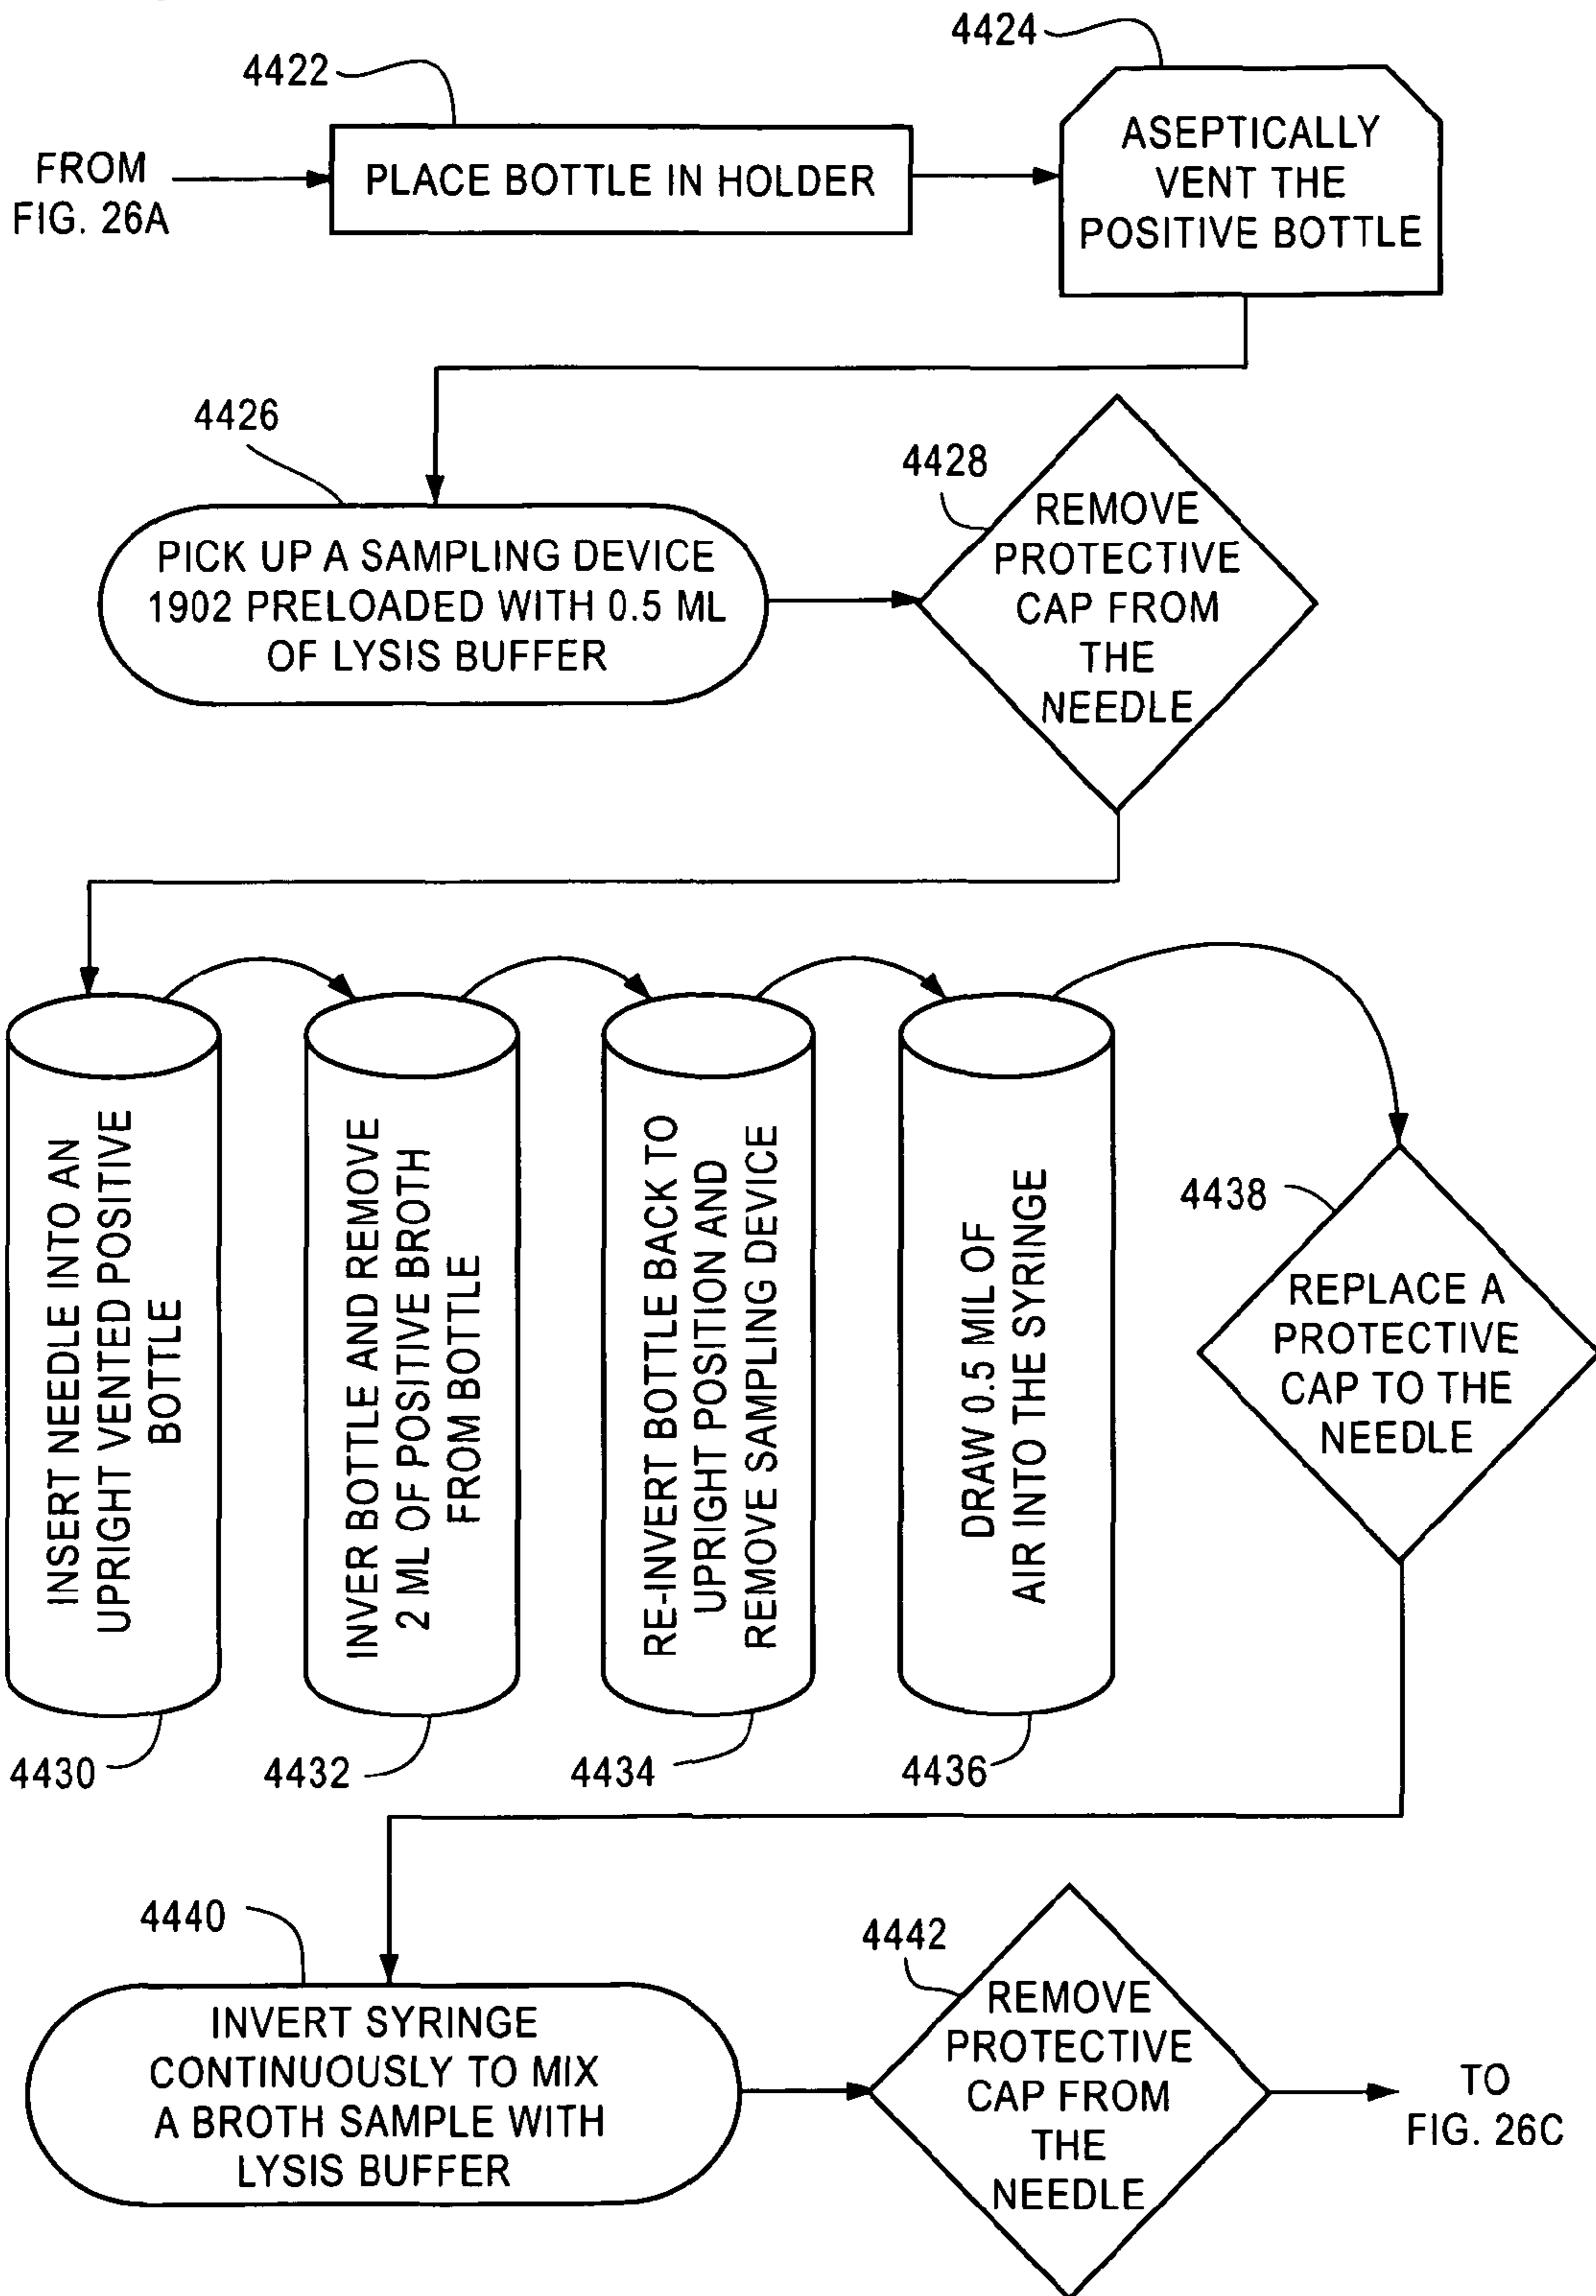 4422
4424
FROM
FIG. 26A
PLACE BOTTLE IN HOLDER
ASEPTICALLY
VENT THE
POSITIVE BOTTLE
4426
PICK UP A SAMPLING DEVICE
1902 PRELOADED WITH 0.5 ML
OF LYSIS BUFFER
4428
REMOVE
PROTECTIVE
CAP FROM
THE
NEEDLE
INSERT NEEDLE INTO AN
UPRIGHT VENTED POSITIVE
BOTTLE
4430
INVER BOTTLE AND REMOVE
2 ML OF POSITIVE BROTH
FROM BOTTLE
4432
RE-INVERT BOTTLE BACK TO
UPRIGHT POSITION AND
REMOVE SAMPLING DEVICE
4434
DRAW 0.5 MIL OF
AIR INTO THE SYRINGE
4436
4438
REPLACE A
PROTECTIVE
CAP TO THE
NEEDLE
4440
INVERT SYRINGE
CONTINUOUSLY TO MIX
A BROTH SAMPLE WITH
LYSIS BUFFER
4442
REMOVE
PROTECTIVE
CAP FROM
THE
NEEDLE
TO
FIG. 26C